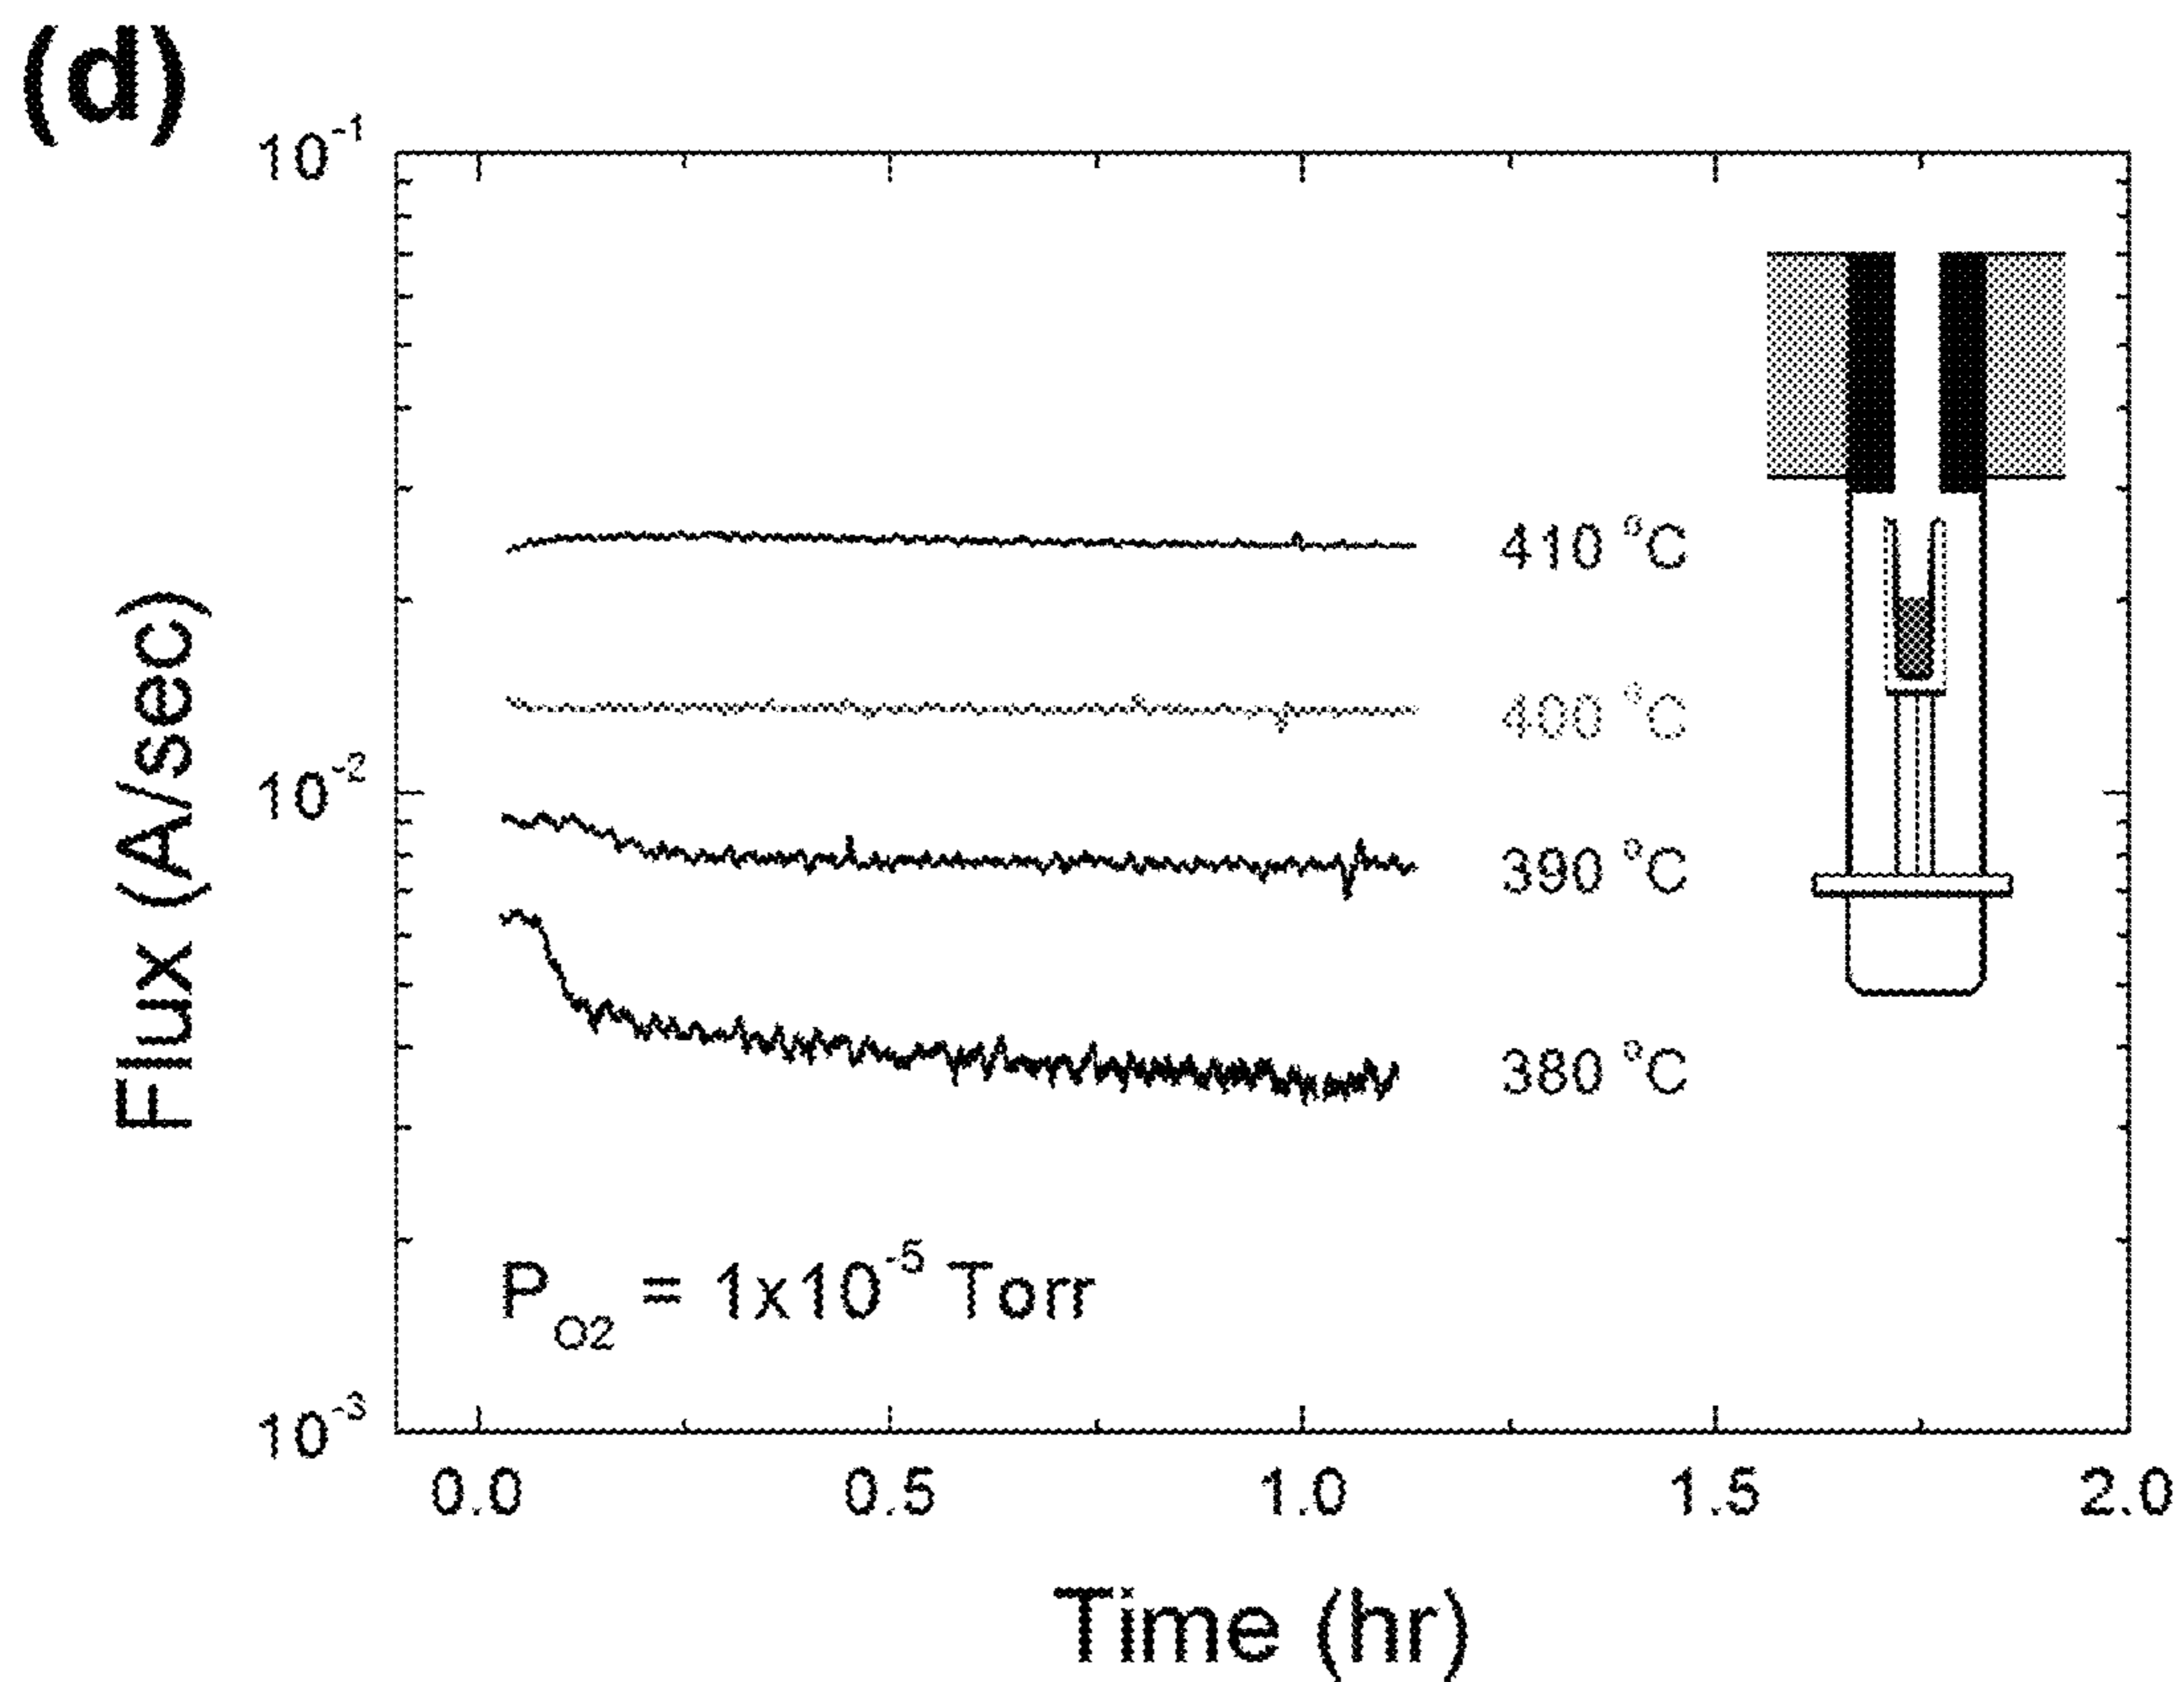 (d)
10⁻¹
10⁻²
10⁻³
Flux (A/sec)
410 °C
400 °C
390 °C
380 °C
P_O2 = 1x10⁻⁵ Torr
0.0 0.5 1.0 1.5 2.0
Time (hr)